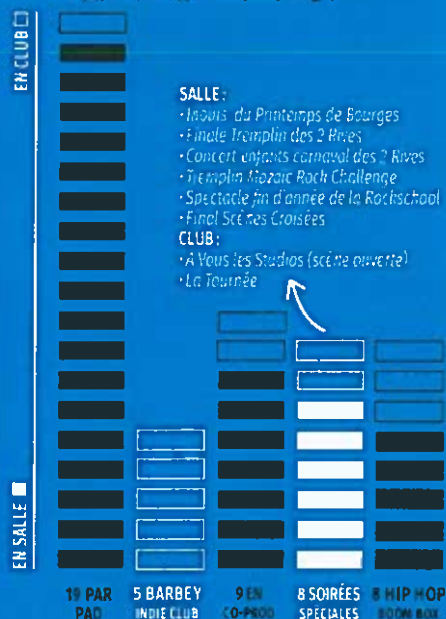 EN CLUB
SALLE:
• Inouïs du Printemps de Bourges
• Finale Tremplin des 2 Rives
• Concert enfants carnaval des 2 Rives
• Tremplin Mozaic Rock Challenge
• Spectacle fin d'année de la Rockschool
• Final Scènes Croisées
CLUB:
• A Vous les Studios (scène ouverte)
• La Tournée
EN SALLE
19 PAR PAO
5 BARBEY INDIE CLUB
9 EN CO-PROD
8 SOIRÉES SPÉCIALES
8 HIP HOP BOOM BOX